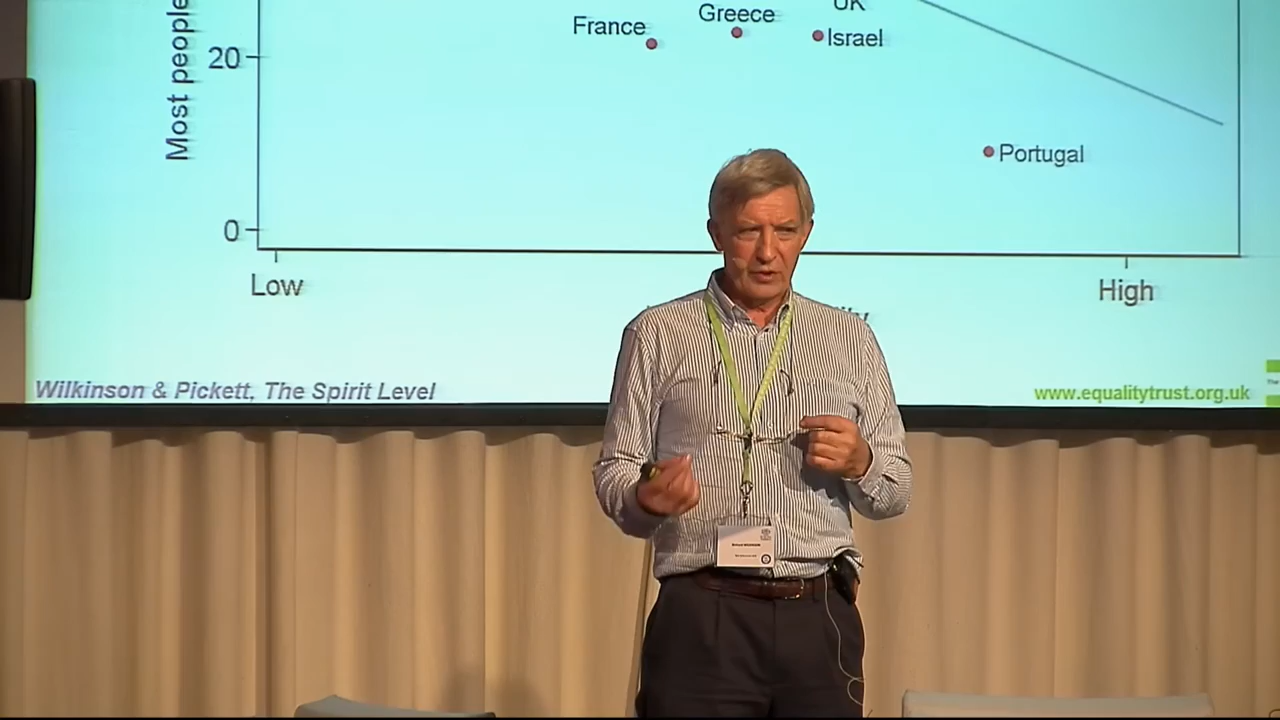 Most people
20
0
France
Greece
UK
Israel
Portugal
Low
High
Wilkinson & Pickett, The Spirit Level
www.equalitytrust.org.uk